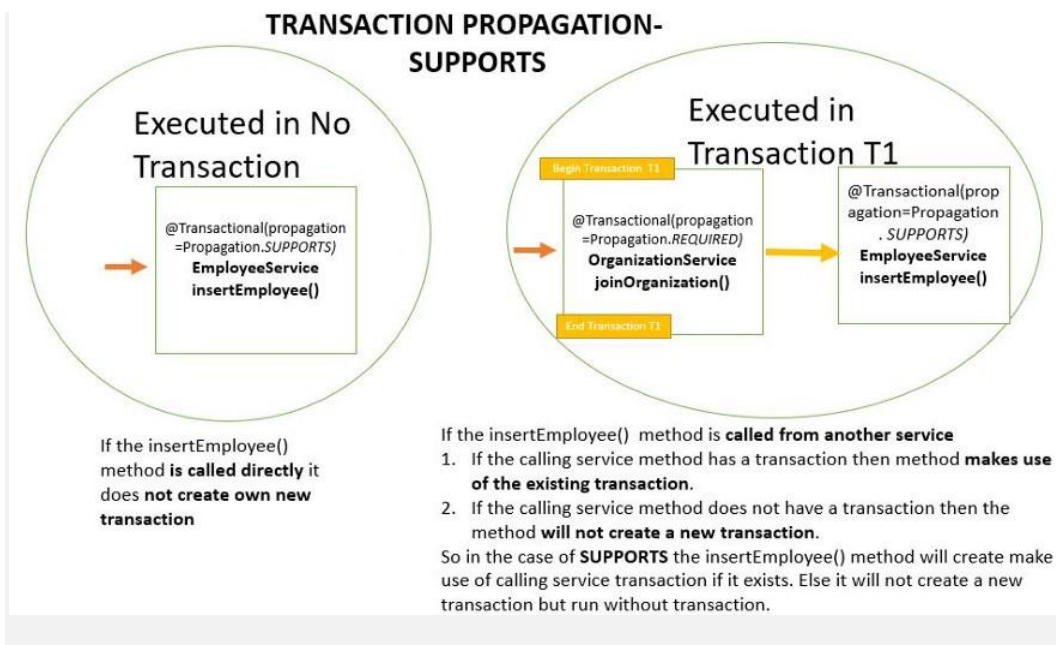 TRANSACTION PROPAGATION-
SUPPORTS
Executed in No
Transaction
@Transactional(propagation
=Propagation.SUPPORTS)
EmployeeService
insertEmployee()
If the insertEmployee()
method is called directly it
does not create own new
transaction
Executed in
Transaction T1
Begin Transaction T1
@Transactional(propagation
=Propagation.REQUIRED)
OrganizationService
joinOrganization()
End Transaction T1
@Transactional(prop
agation=Propagation
. SUPPORTS)
EmployeeService
insertEmployee()
If the insertEmployee() method is called from another service
1. If the calling service method has a transaction then method makes use
of the existing transaction.
2. If the calling service method does not have a transaction then the
method will not create a new transaction.
So in the case of SUPPORTS the insertEmployee() method will create make
use of calling service transaction if it exists. Else it will not create a new
transaction but run without transaction.